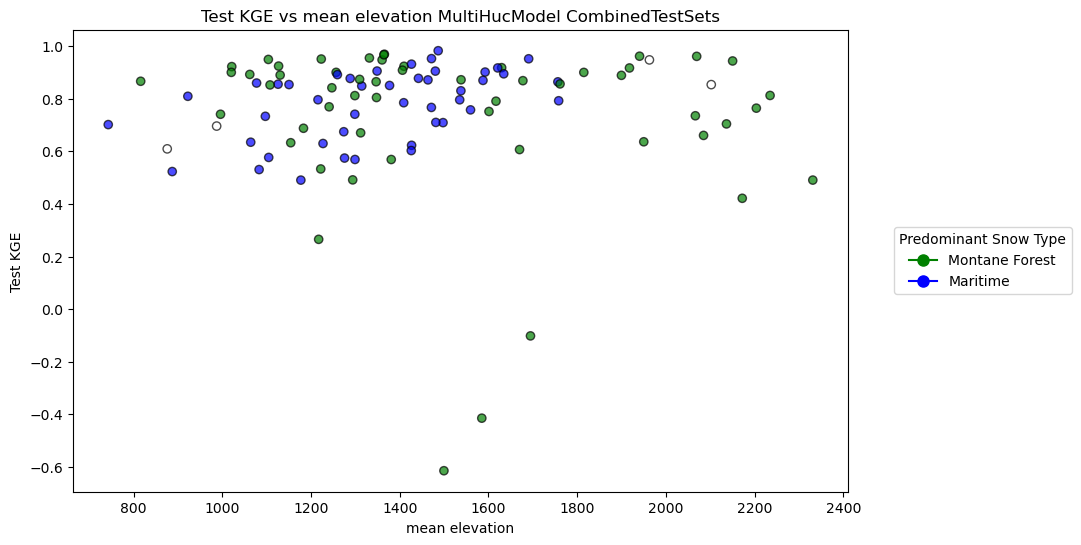 Test KGE vs mean elevation MultiHucModel CombinedTestSets
1.0
0.8
0.6
0.4
0.2
0.0
−0.2
−0.4
−0.6
Test KGE
800 1000 1200 1400 1600 1800 2000 2200 2400
mean elevation
Predominant Snow Type
Montane Forest
Maritime